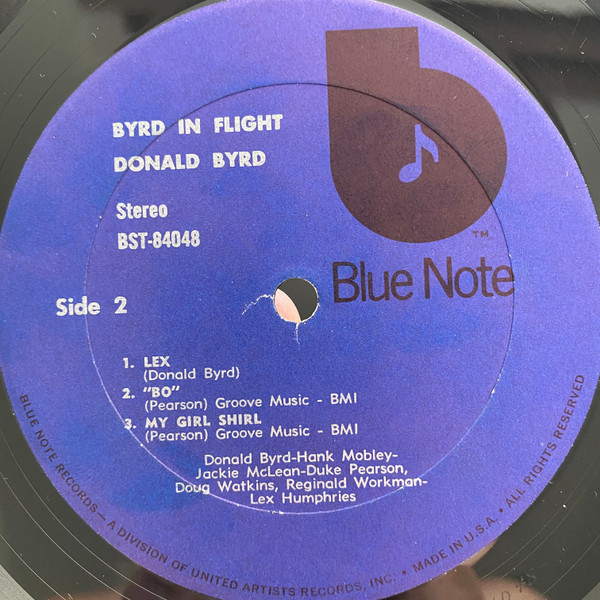 BYRD IN FLIGHT
DONALD BYRD
Stereo
BST-84048
TM
Blue Note
Side 2
1. LEX
(Donald Byrd)
2. "BO"
(Pearson) Groove Music - BMI
3. MY GIRL SHIRL
(Pearson) Groove Music - BMI
Donald Byrd-Hank Mobley-
Jackie McLean-Duke Pearson,
Doug Watkins, Reginald Workman-
Lex Humphries
BLUE NOTE RECORDS—A DIVISION OF UNITED ARTISTS RECORDS, INC. • MADE IN U.S.A. • ALL RIGHTS RESERVED